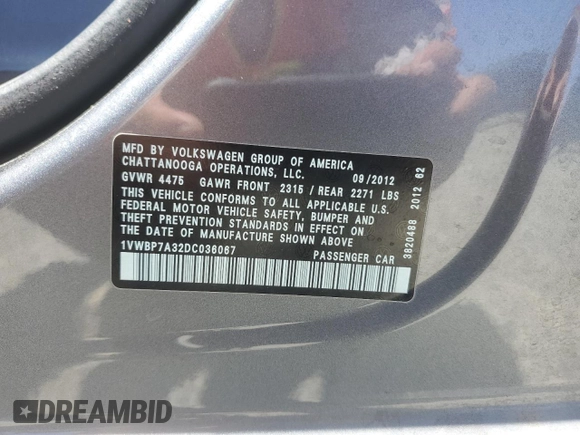 MFD BY VOLKSWAGEN GROUP OF AMERICA
CHATTANOOGA OPERATIONS, LLC. 09/2012
GVWR 4475 GAWR FRONT 2315 / REAR 2271 LBS
THIS VEHICLE CONFORMS TO ALL APPLICABLE U.S.
FEDERAL MOTOR VEHICLE SAFETY, BUMPER AND
THEFT PREVENTION STANDARDS IN EFFECT ON
THE DATE OF MANUFACTURE SHOWN ABOVE
1VWBP7A32DC036067 PASSENGER CAR
3820488 2012 62
DREAMBID